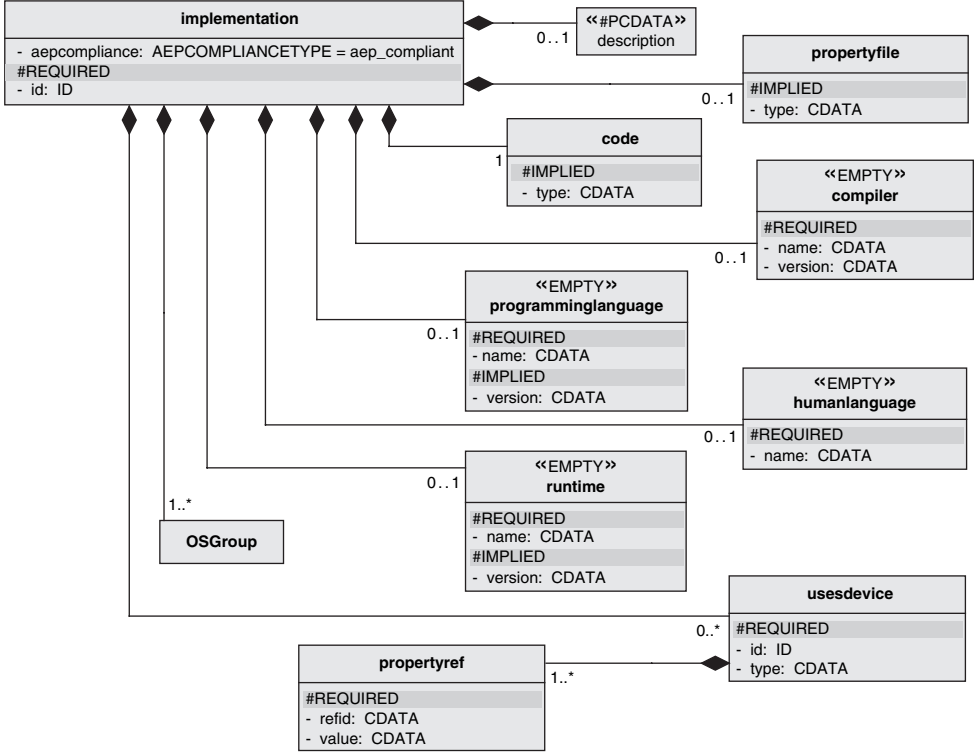 implementation
- aepcompliance: AEPCOMPLIANCETYPE = aep_compliant
#REQUIRED
- id: ID
«#PCDATA»
description
0..1
propertyfile
#IMPLIED
- type: CDATA
0..1
code
#IMPLIED
- type: CDATA
1
«EMPTY»
compiler
#REQUIRED
- name: CDATA
- version: CDATA
0..1
«EMPTY»
programminglanguage
#REQUIRED
- name: CDATA
#IMPLIED
- version: CDATA
0..1
«EMPTY»
humanlanguage
#REQUIRED
- name: CDATA
0..1
«EMPTY»
runtime
#REQUIRED
- name: CDATA
#IMPLIED
- version: CDATA
0..1
1..*
OSGroup
usesdevice
#REQUIRED
- id: ID
- type: CDATA
0..*
propertyref
#REQUIRED
- refid: CDATA
- value: CDATA
1..*